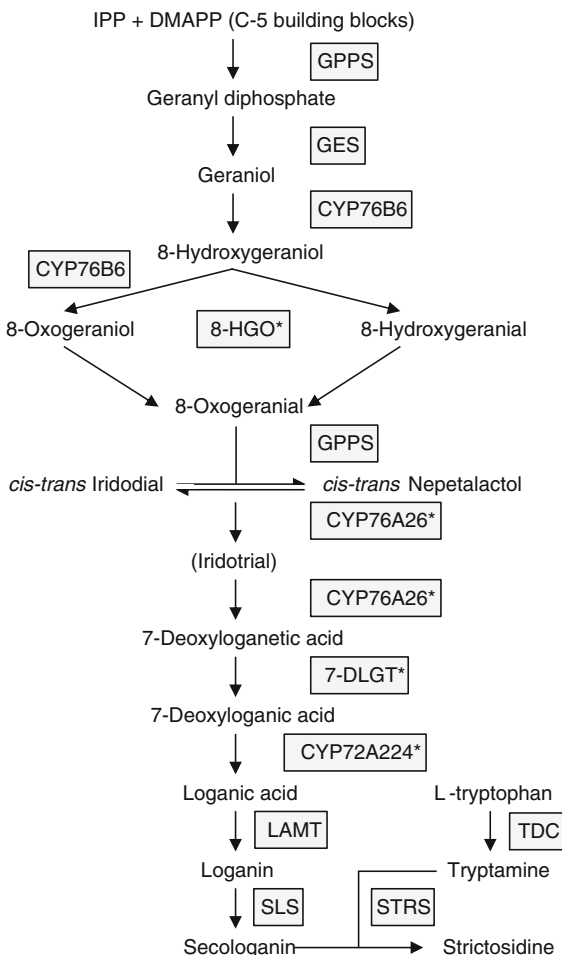 IPP + DMAPP (C-5 building blocks)
GPPS
Geranyl diphosphate
GES
Geraniol
CYP76B6
8-Hydroxygeraniol
CYP76B6
8-Oxogeraniol
8-HGO*
8-Hydroxygeranial
8-Oxogeranial
GPPS
cis-trans Iridodial
cis-trans Nepetalactol
CYP76A26*
(Iridotrial)
CYP76A26*
7-Deoxyloganetic acid
7-DLGT*
7-Deoxyloganic acid
CYP72A224*
Loganic acid
L-tryptophan
LAMT
TDC
Loganin
Tryptamine
SLS
STRS
Secologanin
Strictosidine